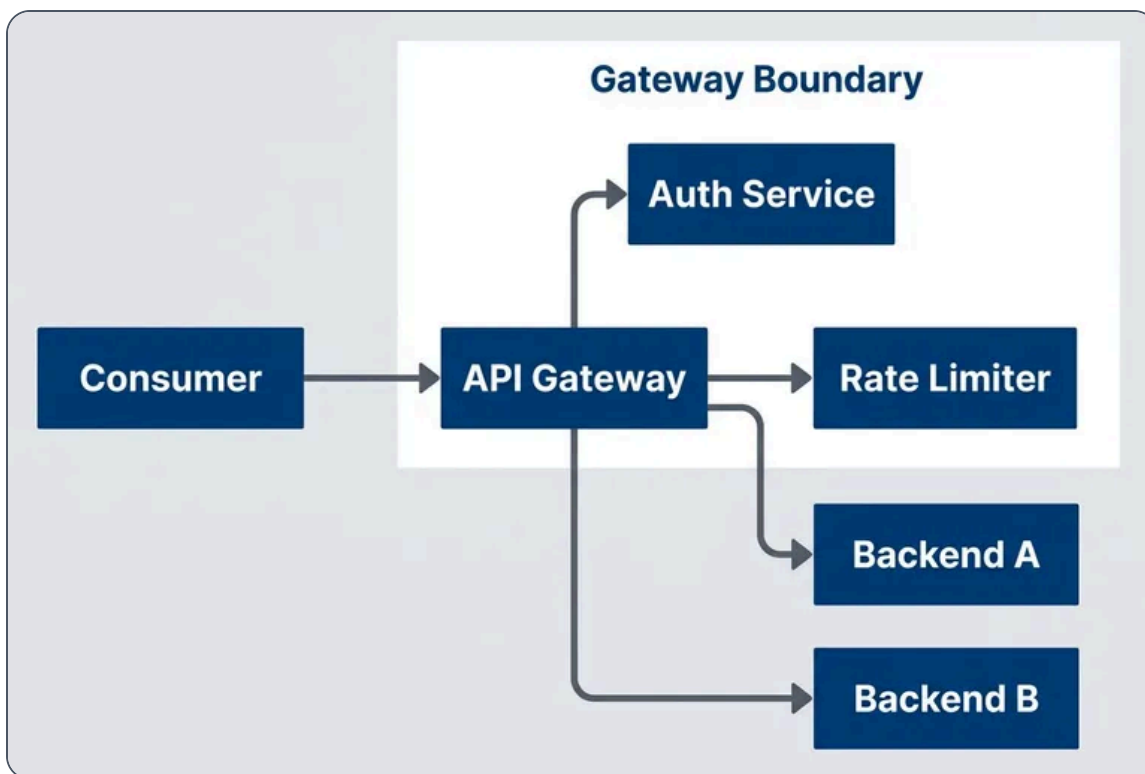 Gateway Boundary
Auth Service
Consumer
API Gateway
Rate Limiter
Backend A
Backend B